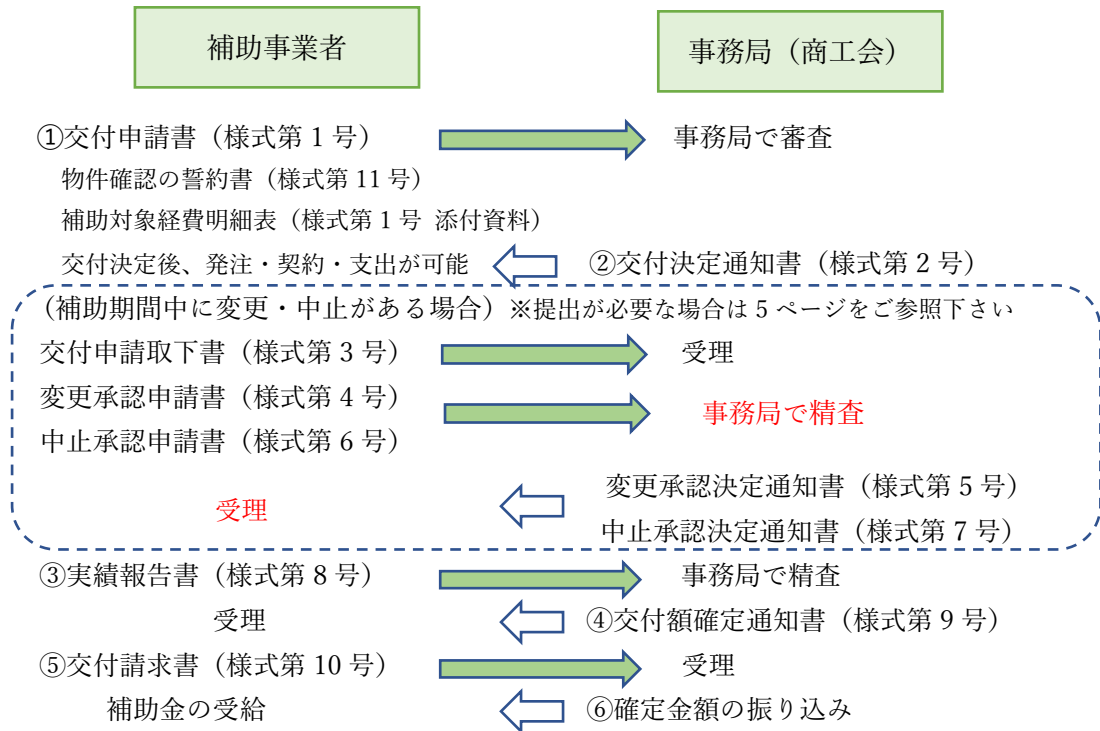 補助事業者
事務局（商工会）
①交付申請書（様式第 1 号）
事務局で審査
物件確認の誓約書（様式第 11 号）
補助対象経費明細表（様式第 1 号 添付資料）
交付決定後、発注・契約・支出が可能
②交付決定通知書（様式第 2 号）
（補助期間中に変更・中止がある場合）※提出が必要な場合は 5 ページをご参照下さい
交付申請取下書（様式第 3 号）
受理
変更承認申請書（様式第 4 号）
事務局で精査
中止承認申請書（様式第 6 号）
変更承認決定通知書（様式第 5 号）
受理
中止承認決定通知書（様式第 7 号）
③実績報告書（様式第 8 号）
事務局で精査
受理
④交付額確定通知書（様式第 9 号）
⑤交付請求書（様式第 10 号）
受理
補助金の受給
⑥確定金額の振り込み